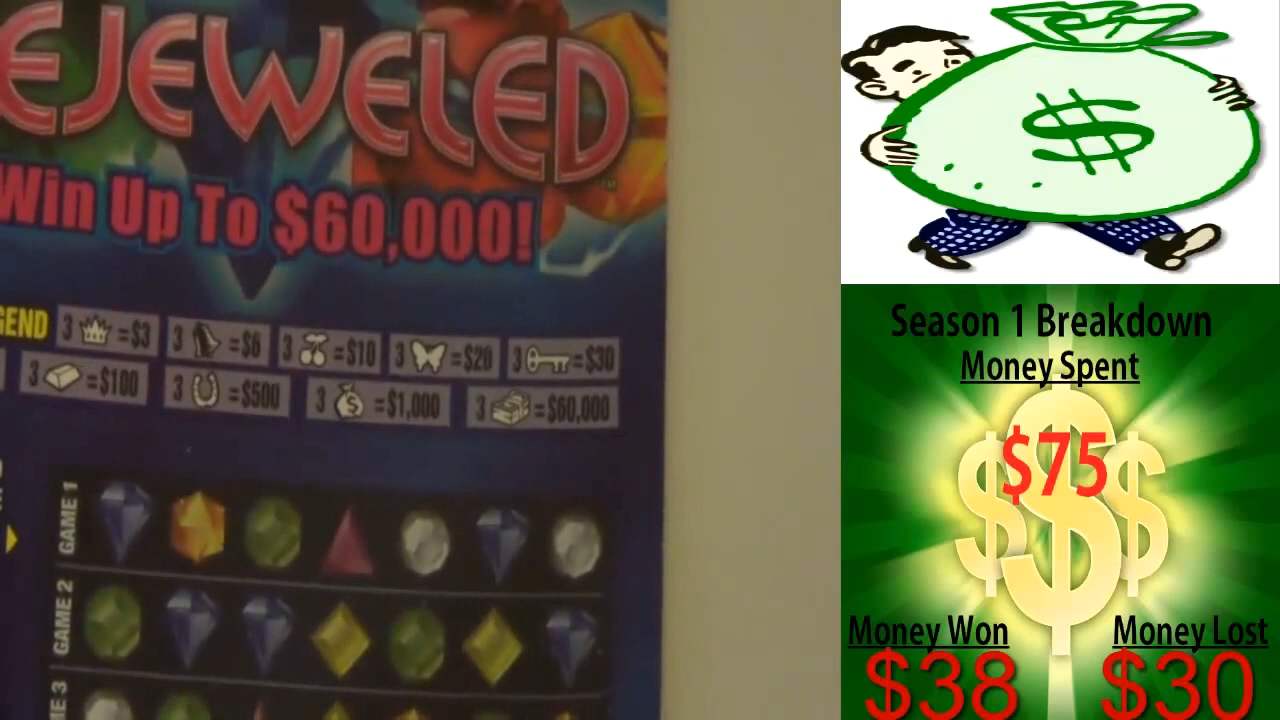 EJEWELED
Win Up To $60,000!
GEND 3 =$3 3 =$6 3 =$10 3 =$20 3 =$30
3 =$100 3 =$500 3 =$1,000 3 =$60,000
GAME 1
GAME 2
ME 3
$
Season 1 Breakdown
Money Spent
$75
Money Won
Money Lost
$38
$30